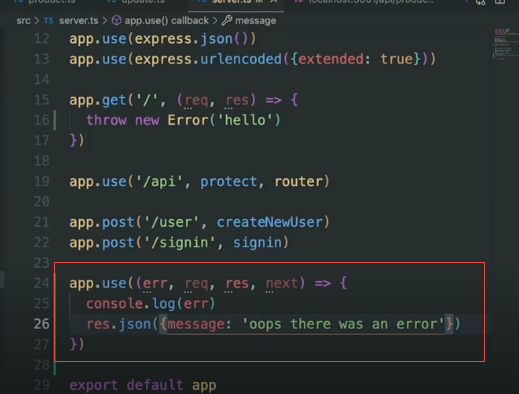 product.ts update.ts server.ts M localhost:3001/api/produc...
src > TS server.ts > app.use() callback > message
12 app.use(express.json())
13 app.use(express.urlencoded({extended: true}))
14
15 app.get('/', (req, res) => {
16 throw new Error('hello')
17 })
18
19 app.use('/api', protect, router)
20
21 app.post('/user', createNewUser)
22 app.post('/signin', signin)
23
24 app.use((err, req, res, next) => {
25 console.log(err)
26 res.json({message: 'oops there was an error'})
27 })
28
29 export default app